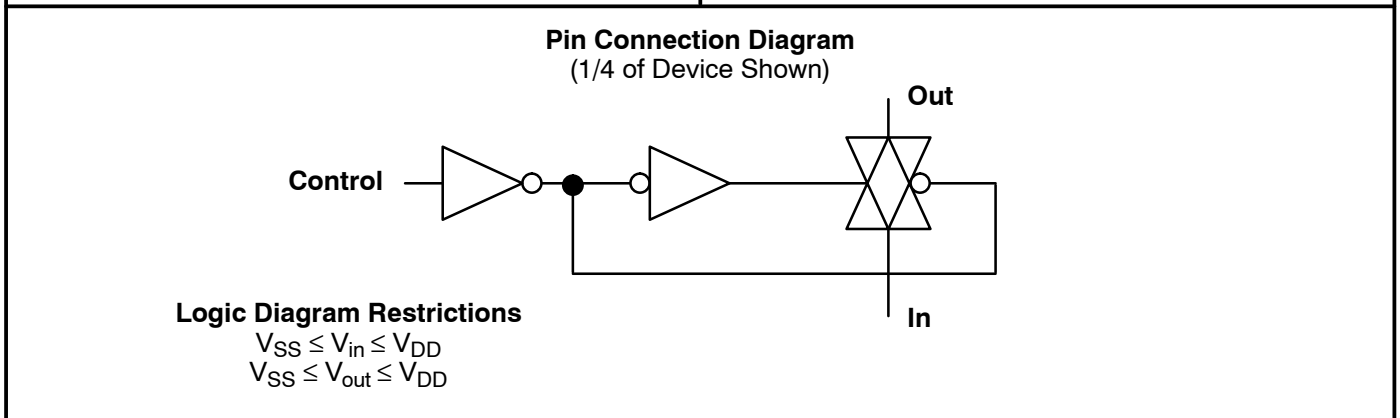 Pin Connection Diagram
(1/4 of Device Shown)
Out
Control
In
Logic Diagram Restrictions
VSS ≤ Vin ≤ VDD
VSS ≤ Vout ≤ VDD